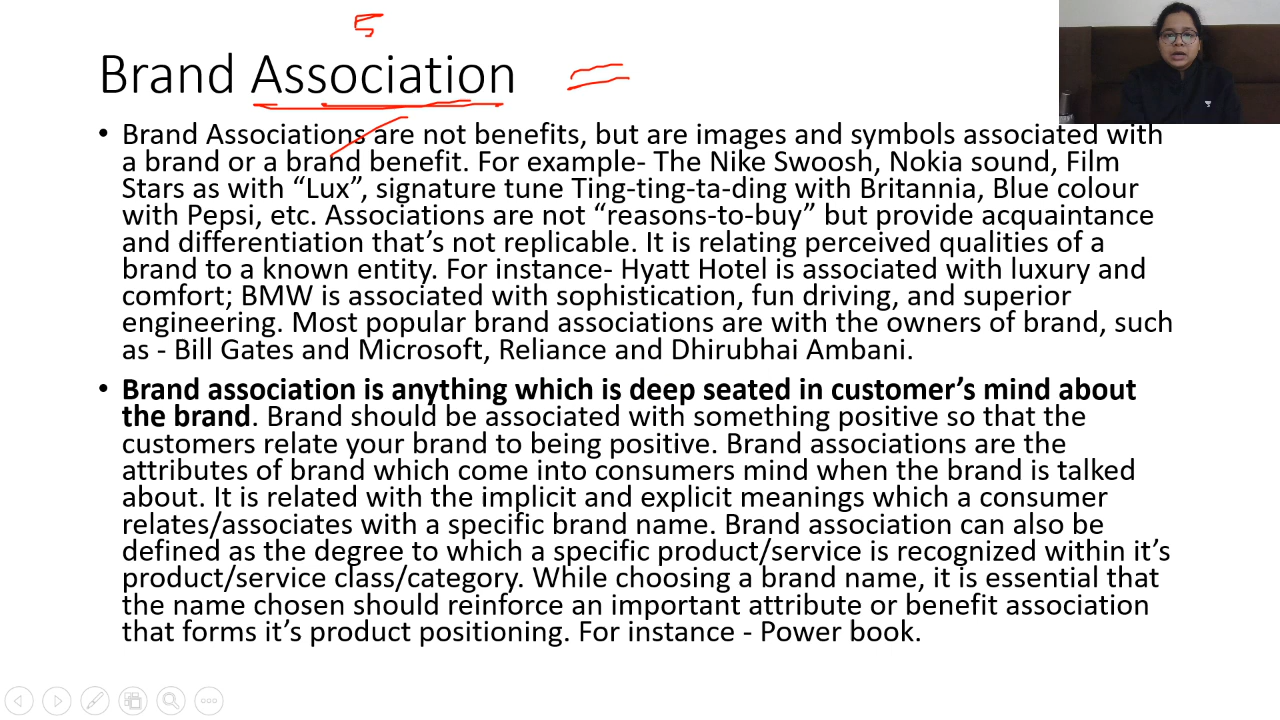 5
Brand Association
• Brand Associations are not benefits, but are images and symbols associated with
a brand or a brand benefit. For example- The Nike Swoosh, Nokia sound, Film
Stars as with “Lux”, signature tune Ting-ting-ta-ding with Britannia, Blue colour
with Pepsi, etc. Associations are not “reasons-to-buy” but provide acquaintance
and differentiation that’s not replicable. It is relating perceived qualities of a
brand to a known entity. For instance- Hyatt Hotel is associated with luxury and
comfort; BMW is associated with sophistication, fun driving, and superior
engineering. Most popular brand associations are with the owners of brand, such
as - Bill Gates and Microsoft, Reliance and Dhirubhai Ambani.
• Brand association is anything which is deep seated in customer’s mind about
the brand. Brand should be associated with something positive so that the
customers relate your brand to being positive. Brand associations are the
attributes of brand which come into consumers mind when the brand is talked
about. It is related with the implicit and explicit meanings which a consumer
relates/associates with a specific brand name. Brand association can also be
defined as the degree to which a specific product/service is recognized within it’s
product/service class/category. While choosing a brand name, it is essential that
the name chosen should reinforce an important attribute or benefit association
that forms it’s product positioning. For instance - Power book.